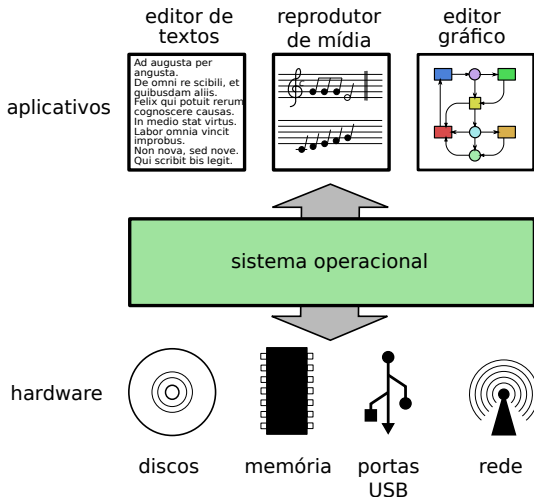 editor de
textos
reprodutor
de mídia
editor
gráfico
aplicativos
Ad augusta per
angusta.
De omni re scibili, et
quibusdam aliis.
Felix qui potuit rerum
cognoscere causas.
In medio stat virtus.
Labor omnia vincit
improbus.
Non nova, sed nove.
Qui scribit bis legit.
sistema operacional
hardware
discos
memória
portas
USB
rede